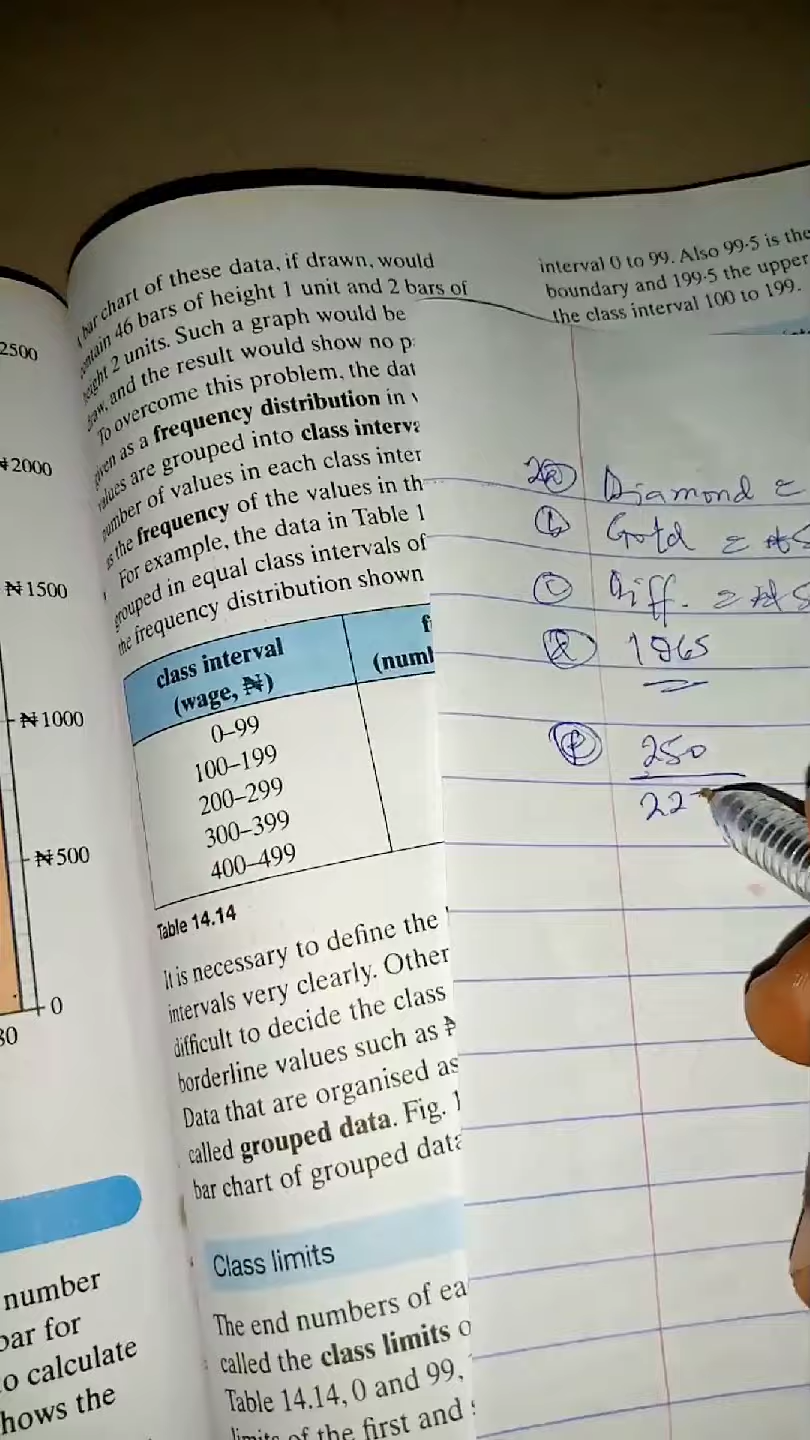 2500
₦2000
₦1500
₦1000
₦500
0
30
number
bar for
o calculate
hows the
bar chart of these data, if drawn, would
contain 46 bars of height 1 unit and 2 bars of
height 2 units. Such a graph would be
draw, and the result would show no p
To overcome this problem, the dat
given as a frequency distribution in
values are grouped into class interva
number of values in each class inter
is the frequency of the values in th
For example, the data in Table 1
grouped in equal class intervals of
the frequency distribution shown
class interval f
(wage, ₦) (numl
0–99
100–199
200–299
300–399
400–499
Table 14.14
It is necessary to define the
intervals very clearly. Other
difficult to decide the class
borderline values such as ₦
Data that are organised as
called grouped data. Fig. 1
bar chart of grouped data
Class limits
The end numbers of ea
called the class limits o
Table 14.14, 0 and 99,
limits of the first and s
interval 0 to 99. Also 99·5 is the
boundary and 199·5 the upper
the class interval 100 to 199.
Diamond =
(b) Gold =
(c) Diff. =
1965
250
22